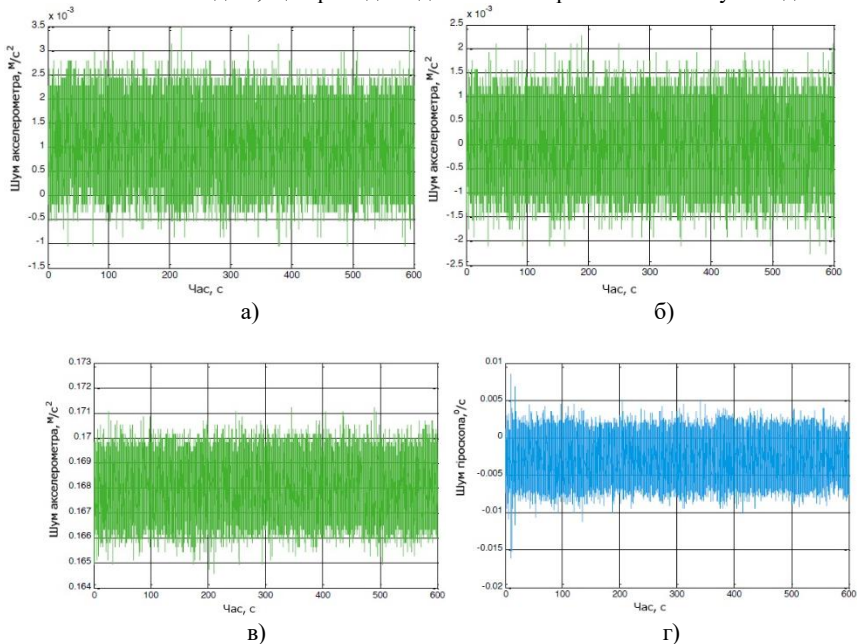 × 10⁻³
3.5
3
2.5
2
1.5
1
0.5
0
-0.5
-1
-1.5
Шум акселерометра, м/с²
0 100 200 300 400 500 600
Час, с
а)
× 10⁻³
2.5
2
1.5
1
0.5
0
-0.5
-1
-1.5
-2
-2.5
Шум акселерометра, м/с²
0 100 200 300 400 500 600
Час, с
б)
0.173
0.172
0.171
0.17
0.169
0.168
0.167
0.166
0.165
0.164
Шум акселерометра, м/с²
0 100 200 300 400 500 600
Час, с
в)
0.01
0.005
0
-0.005
-0.01
-0.015
-0.02
Шум гіроскопа, ⁰/с
0 100 200 300 400 500 600
Час, с
г)